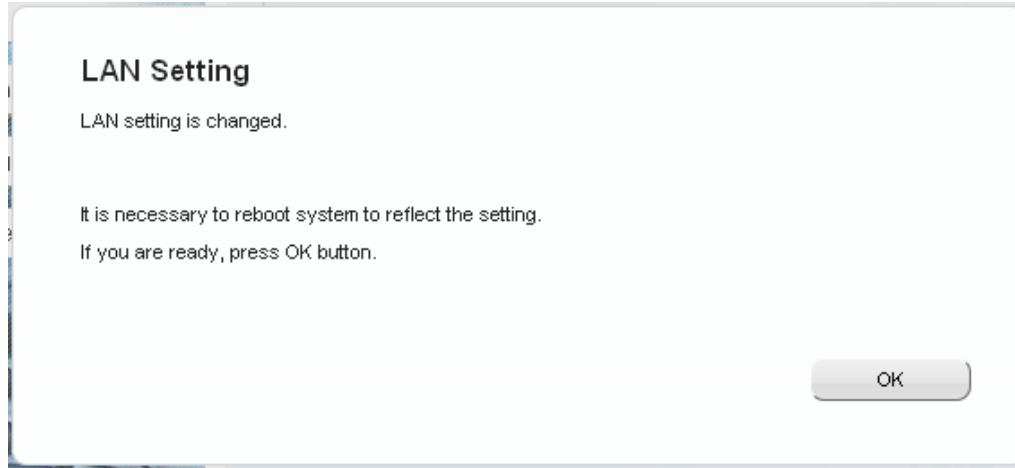 LAN Setting
LAN setting is changed.
It is necessary to reboot system to reflect the setting.
If you are ready, press OK button.
OK